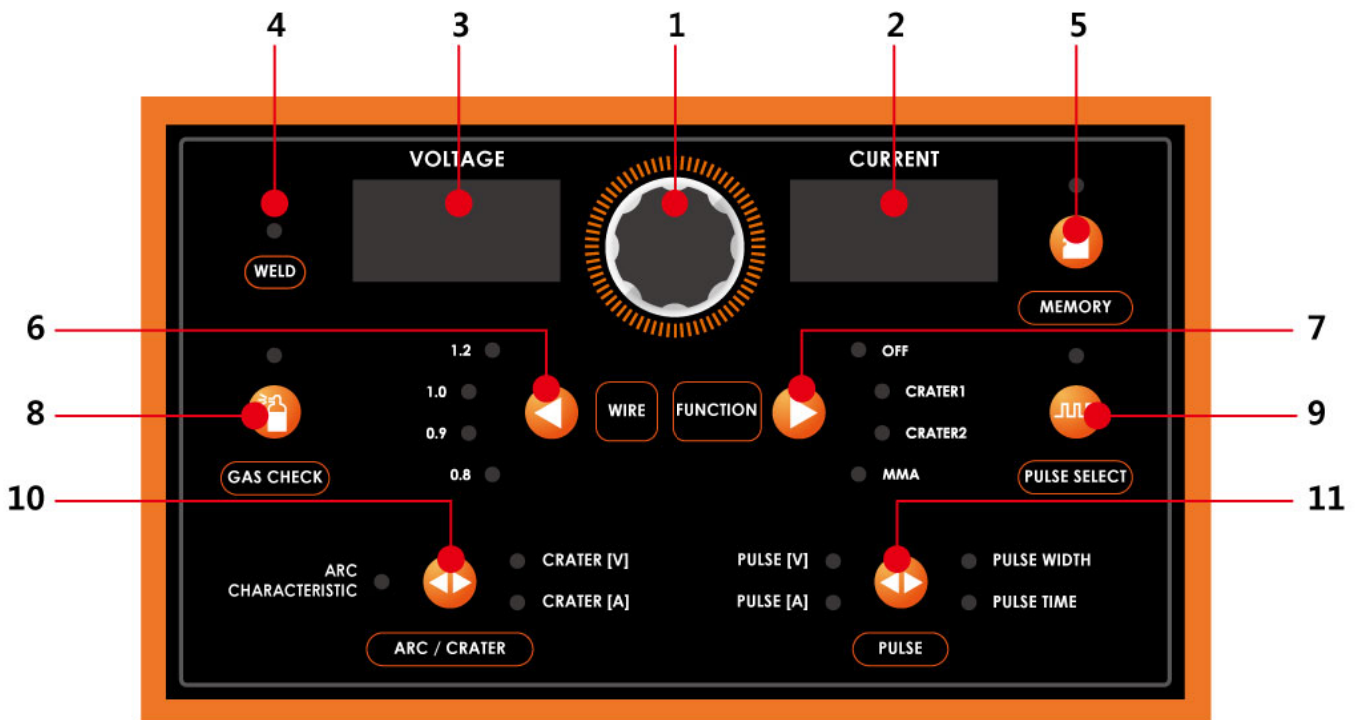 4 3 1 2 5
VOLTAGE CURRENT
WELD
MEMORY
6 7
1.2 OFF
1.0 CRATER1
WIRE FUNCTION
8 9
0.9 CRATER2
0.8 MMA
GAS CHECK PULSE SELECT
10 11
CRATER [V] PULSE [V] PULSE WIDTH
ARC
CHARACTERISTIC
CRATER [A] PULSE [A] PULSE TIME
ARC / CRATER PULSE